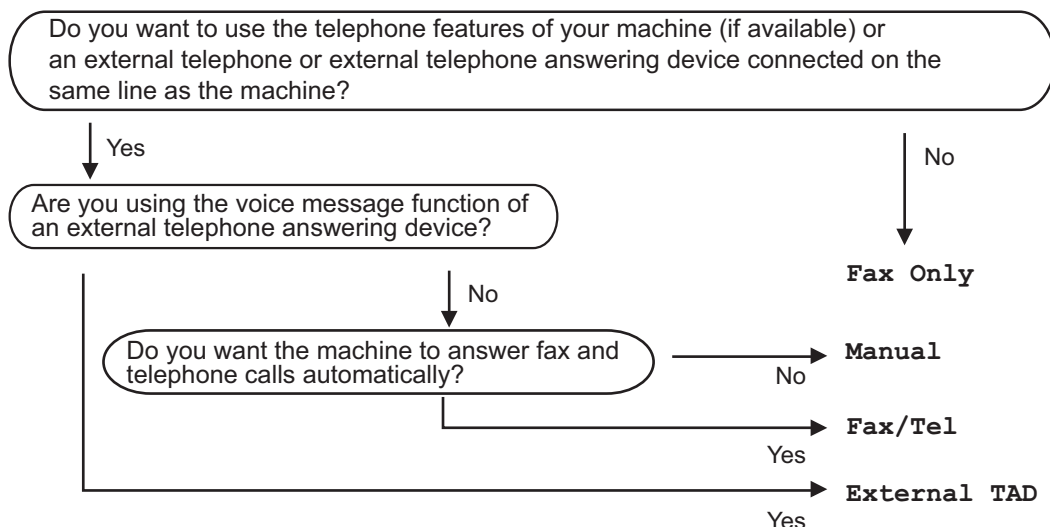 Do you want to use the telephone features of your machine (if available) or
an external telephone or external telephone answering device connected on the
same line as the machine?
Yes
No
Are you using the voice message function of
an external telephone answering device?
Fax Only
No
Do you want the machine to answer fax and
telephone calls automatically?
Manual
No
Fax/Tel
Yes
External TAD
Yes